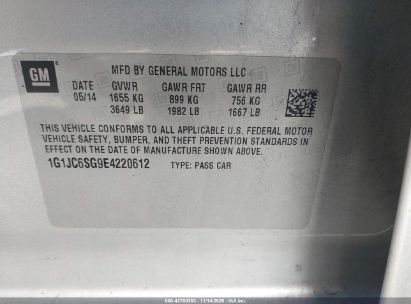 GM
MFD BY GENERAL MOTORS LLC
DATE GVWR GAWR FRT GAWR RR
05/14 1655 KG 899 KG 756 KG
3649 LB 1982 LB 1667 LB
THIS VEHICLE CONFORMS TO ALL APPLICABLE U.S. FEDERAL MOTOR
VEHICLE SAFETY, BUMPER, AND THEFT PREVENTION STANDARDS
IN EFFECT ON THE DATE OF MANUFACTURE SHOWN ABOVE.
1G1JC6SG9E4220612 TYPE: PASS CAR